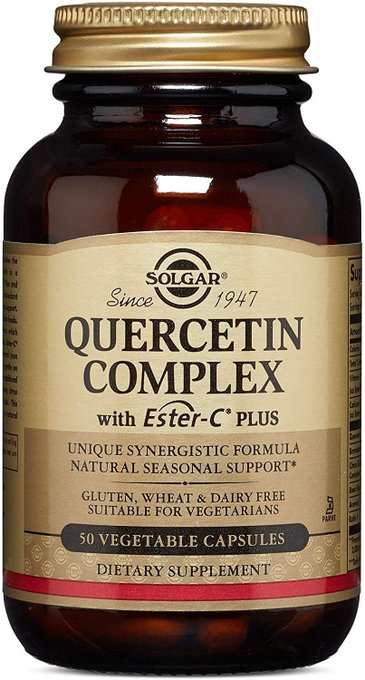 SOLGAR®
Since 1947
QUERCETIN
COMPLEX
with Ester-C® PLUS
UNIQUE SYNERGISTIC FORMULA
NATURAL SEASONAL SUPPORT*
GLUTEN, WHEAT & DAIRY FREE
SUITABLE FOR VEGETARIANS
PARVE
50 VEGETABLE CAPSULES
DIETARY SUPPLEMENT